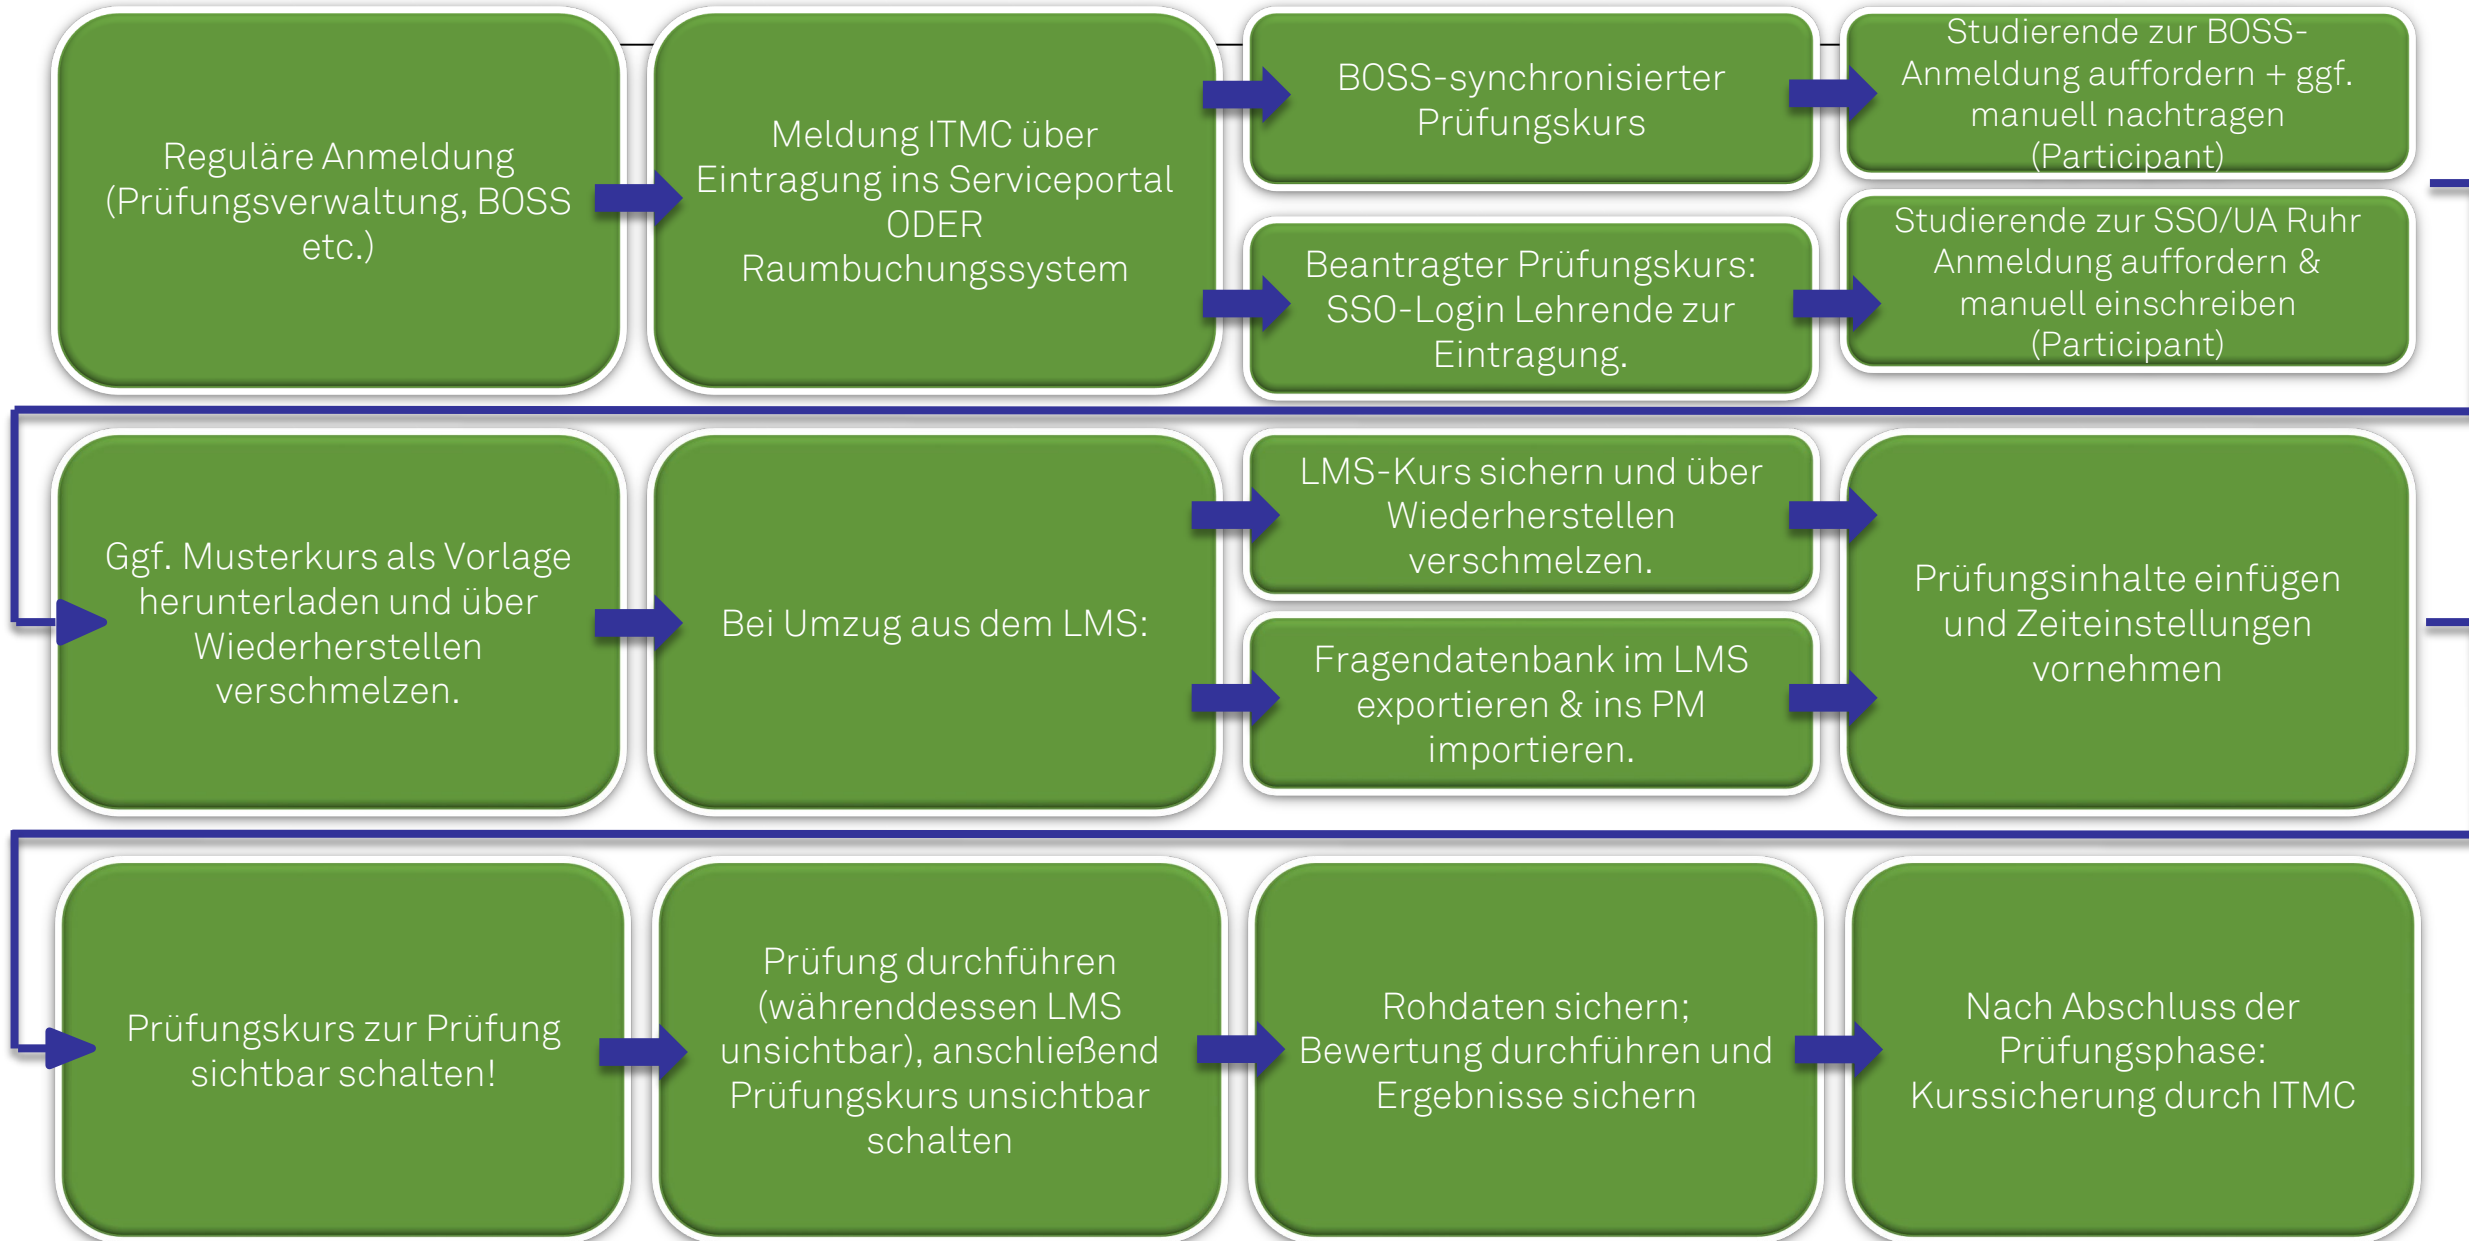 Reguläre Anmeldung
(Prüfungsverwaltung, BOSS
etc.)
Meldung ITMC über
Eintragung ins Serviceportal
ODER
Raumbuchungssystem
BOSS-synchronisierter
Prüfungskurs
Studierende zur BOSS-
Anmeldung auffordern + ggf.
manuell nachtragen
(Participant)
Beantragter Prüfungskurs:
SSO-Login Lehrende zur
Eintragung.
Studierende zur SSO/UA Ruhr
Anmeldung auffordern &
manuell einschreiben
(Participant)
Ggf. Musterkurs als Vorlage
herunterladen und über
Wiederherstellen
verschmelzen.
Bei Umzug aus dem LMS:
LMS-Kurs sichern und über
Wiederherstellen
verschmelzen.
Fragendatenbank im LMS
exportieren & ins PM
importieren.
Prüfungsinhalte einfügen
und Zeiteinstellungen
vornehmen
Prüfungskurs zur Prüfung
sichtbar schalten!
Prüfung durchführen
(währenddessen LMS
unsichtbar), anschließend
Prüfungskurs unsichtbar
schalten
Rohdaten sichern;
Bewertung durchführen und
Ergebnisse sichern
Nach Abschluss der
Prüfungsphase:
Kurssicherung durch ITMC